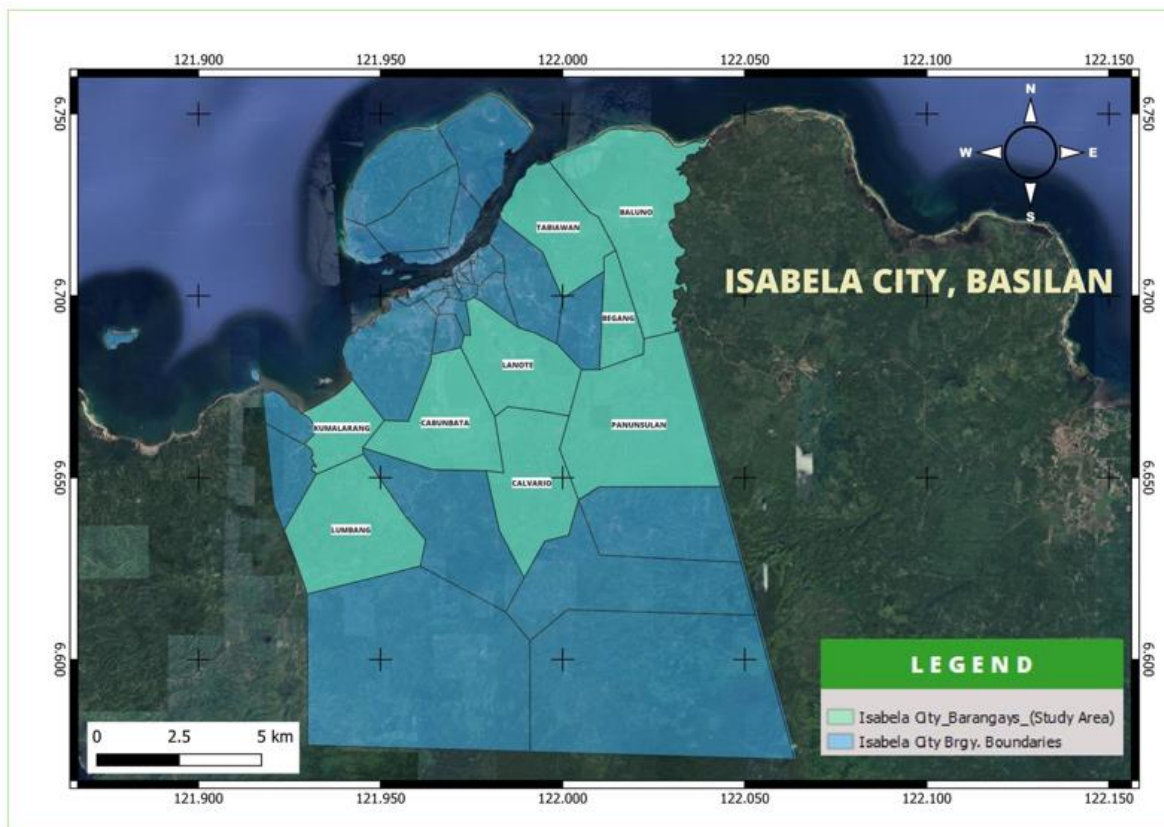 121.900 121.950 122.000 122.050 122.100 122.150
6.750 6.750
N
W E
S
BALUNO
TABIAWAN
ISABELA CITY, BASILAN
6.700 6.700
BEGANG
LANOTE
CABUNBATA
PANUNSULAN
KUMALARANG
6.650 6.650
CALVARIO
LUMBANG
6.600 6.600
LEGEND
Isabela City_Barangays_(Study Area)
Isabela City Brgy. Boundaries
0 2.5 5 km
121.900 121.950 122.000 122.050 122.100 122.150